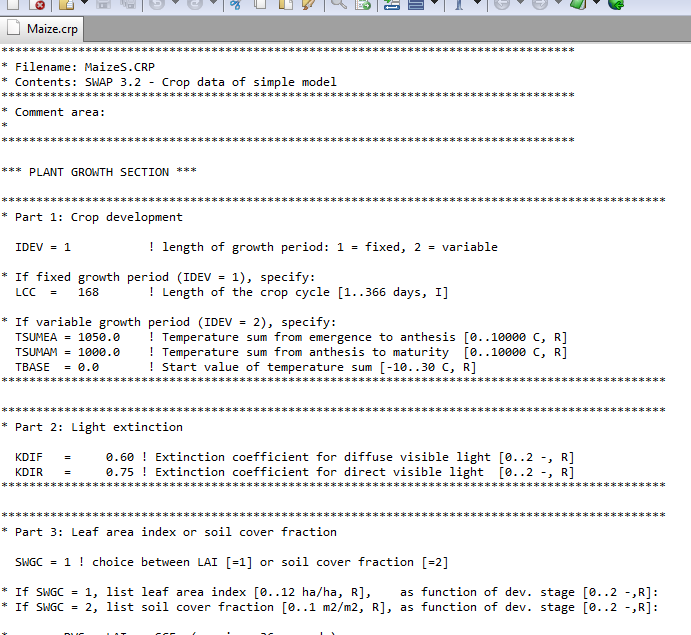 Maize.crp
**********************************************************************************
* Filename: MaizeS.CRP
* Contents: SWAP 3.2 - Crop data of simple model
**********************************************************************************
* Comment area:
*
**********************************************************************************

*** PLANT GROWTH SECTION ***

***********************************************************************************************
* Part 1: Crop development

  IDEV = 1           ! length of growth period: 1 = fixed, 2 = variable

* If fixed growth period (IDEV = 1), specify:
  LCC  =   168       ! Length of the crop cycle [1..366 days, I]

* If variable growth period (IDEV = 2), specify:
  TSUMEA = 1050.0    ! Temperature sum from emergence to anthesis [0..10000 C, R]
  TSUMAM = 1000.0    ! Temperature sum from anthesis to maturity  [0..10000 C, R]
  TBASE  = 0.0       ! Start value of temperature sum [-10..30 C, R]
***********************************************************************************************

***********************************************************************************************
* Part 2: Light extinction

  KDIF   =     0.60 ! Extinction coefficient for diffuse visible light [0..2 -, R]
  KDIR   =     0.75 ! Extinction coefficient for direct visible light  [0..2 -, R]
***********************************************************************************************

***********************************************************************************************
* Part 3: Leaf area index or soil cover fraction

  SWGC = 1 ! choice between LAI [=1] or soil cover fraction [=2]

* If SWGC = 1, list leaf area index [0..12 ha/ha, R],    as function of dev. stage [0..2 -,R]:
* If SWGC = 2, list soil cover fraction [0..1 m2/m2, R], as function of dev. stage [0..2 -,R]: